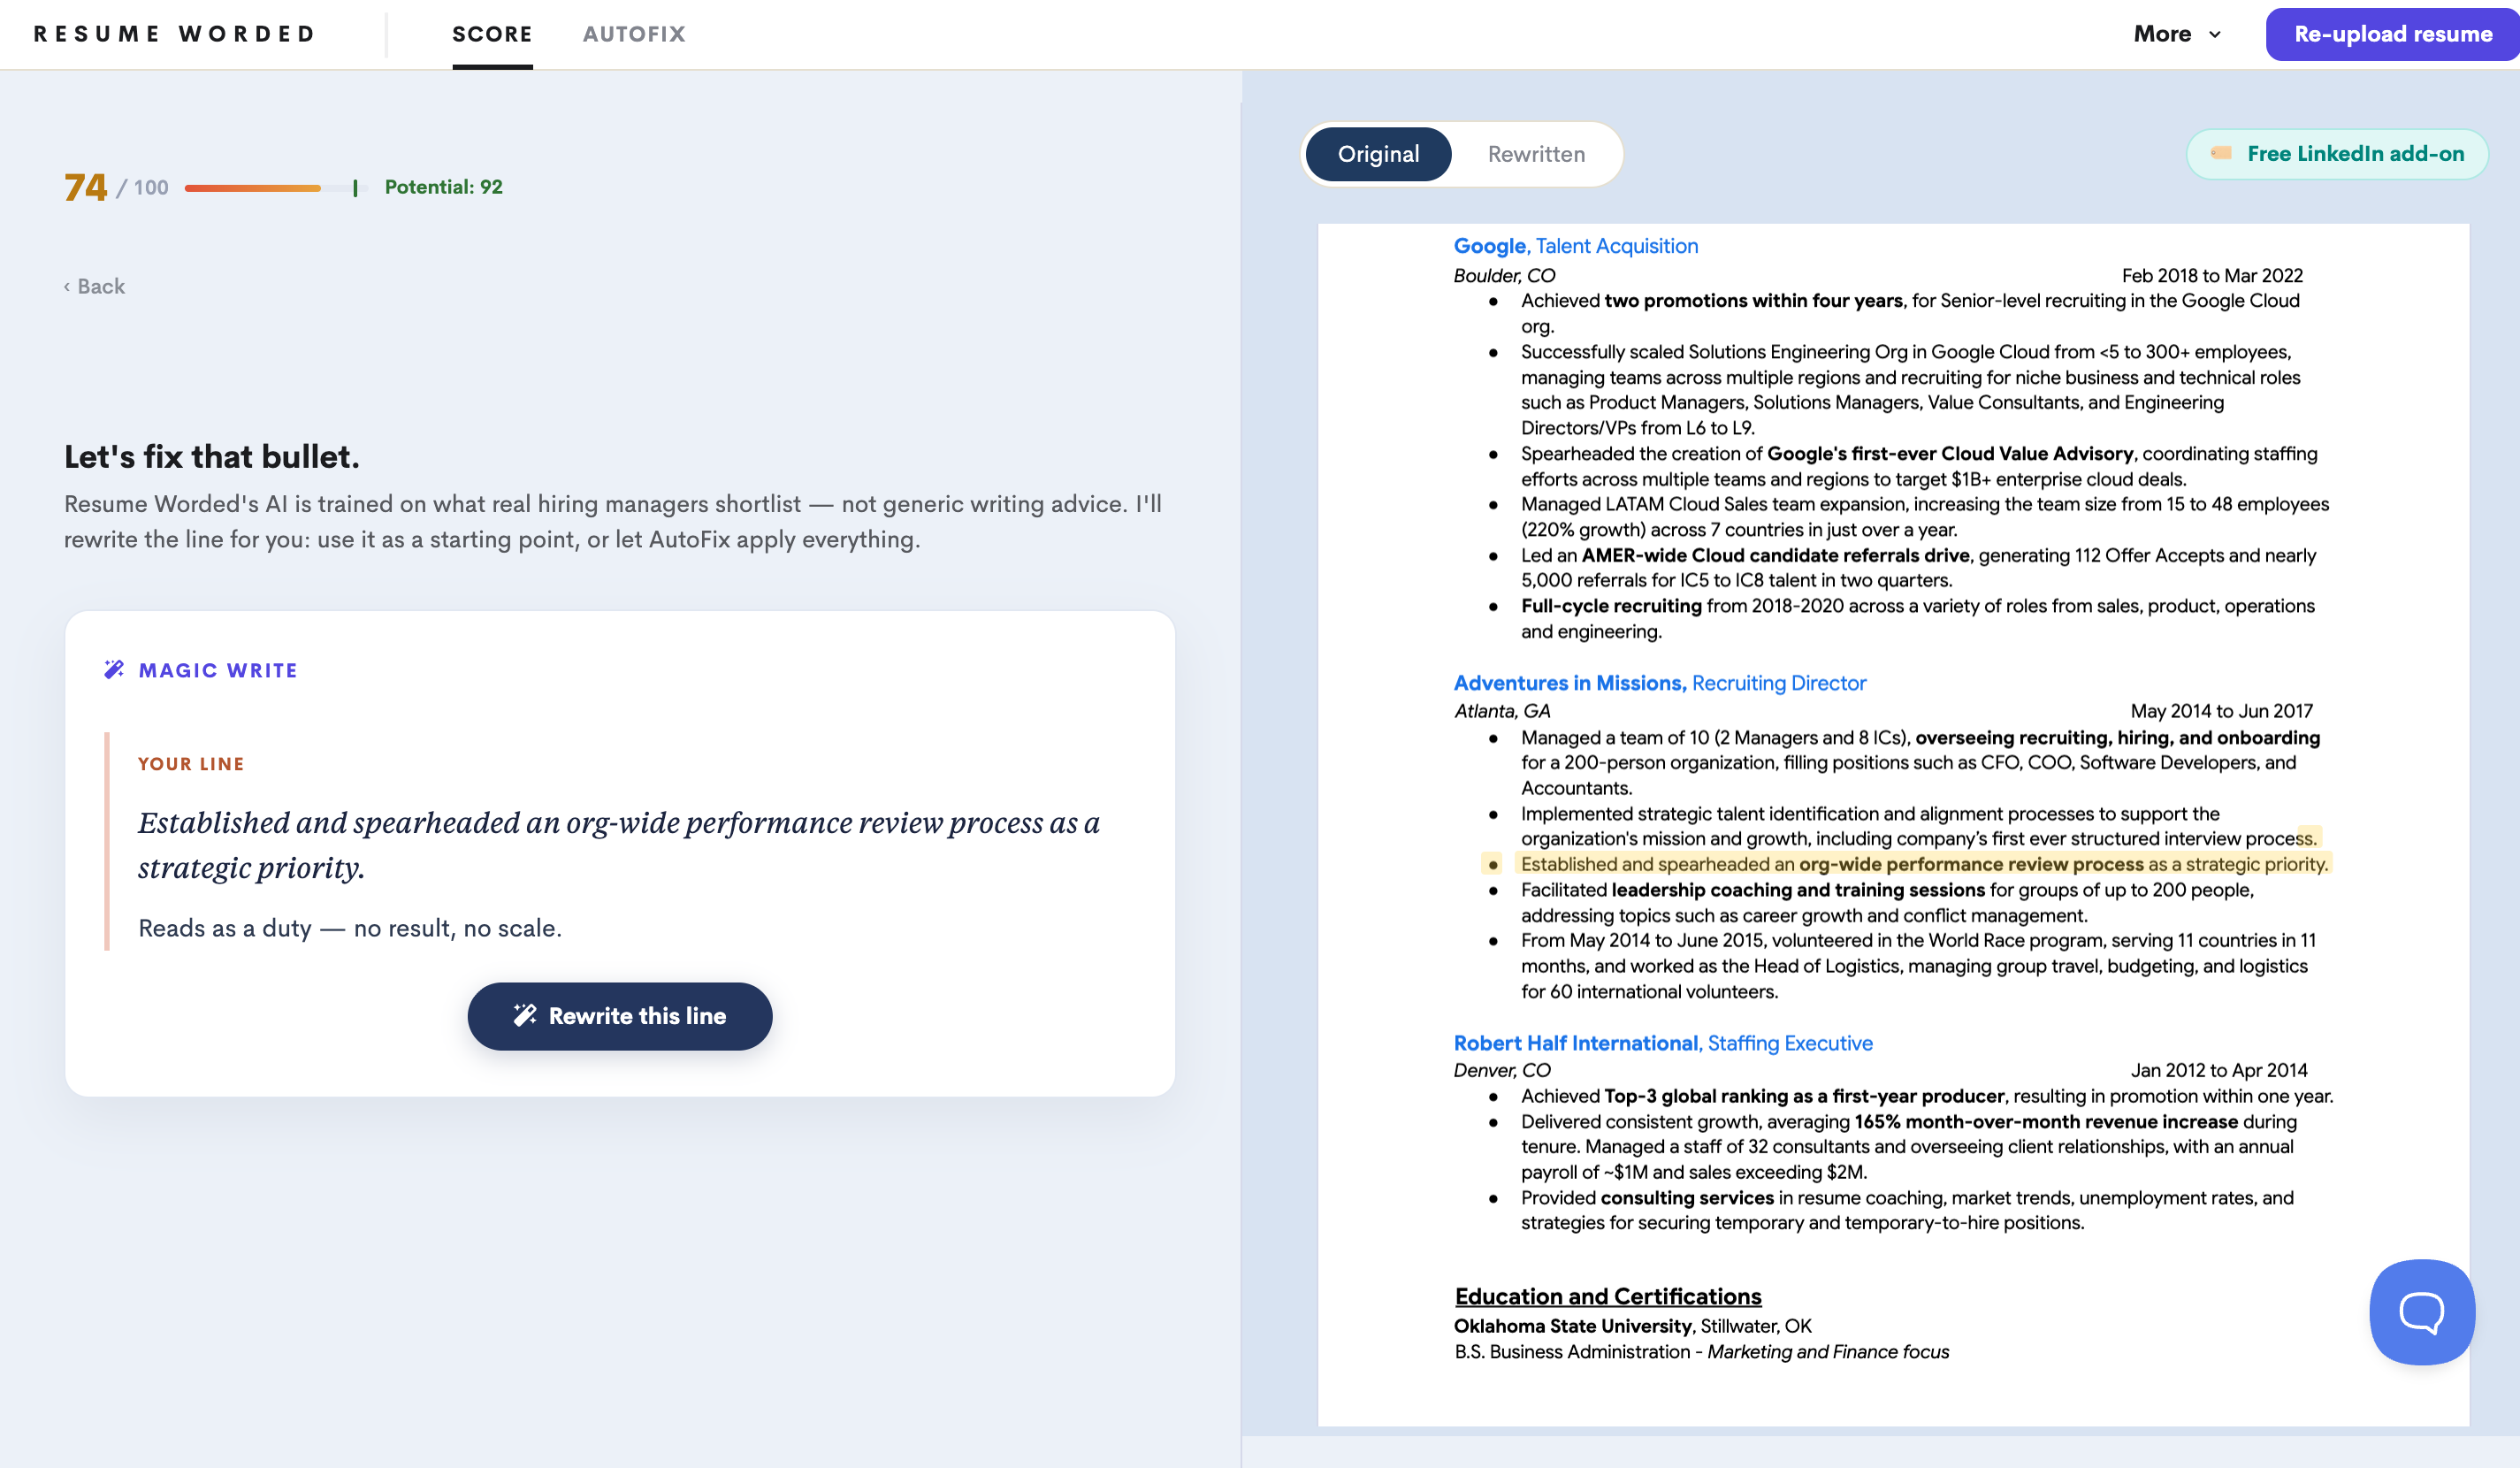 RESUME WORDED
SCORE
AUTOFIX
More
Re-upload resume
74 / 100
Potential: 92
‹ Back
Let's fix that bullet.
Resume Worded's AI is trained on what real hiring managers shortlist — not generic writing advice. I'll
rewrite the line for you: use it as a starting point, or let AutoFix apply everything.
MAGIC WRITE
YOUR LINE
Established and spearheaded an org-wide performance review process as a
strategic priority.
Reads as a duty — no result, no scale.
Rewrite this line
Original
Rewritten
Free LinkedIn add-on
Google, Talent Acquisition
Boulder, CO
Feb 2018 to Mar 2022
● Achieved two promotions within four years, for Senior-level recruiting in the Google Cloud
org.
● Successfully scaled Solutions Engineering Org in Google Cloud from <5 to 300+ employees,
managing teams across multiple regions and recruiting for niche business and technical roles
such as Product Managers, Solutions Managers, Value Consultants, and Engineering
Directors/VPs from L6 to L9.
● Spearheaded the creation of Google's first-ever Cloud Value Advisory, coordinating staffing
efforts across multiple teams and regions to target $1B+ enterprise cloud deals.
● Managed LATAM Cloud Sales team expansion, increasing the team size from 15 to 48 employees
(220% growth) across 7 countries in just over a year.
● Led an AMER-wide Cloud candidate referrals drive, generating 112 Offer Accepts and nearly
5,000 referrals for IC5 to IC8 talent in two quarters.
● Full-cycle recruiting from 2018-2020 across a variety of roles from sales, product, operations
and engineering.
Adventures in Missions, Recruiting Director
Atlanta, GA
May 2014 to Jun 2017
● Managed a team of 10 (2 Managers and 8 ICs), overseeing recruiting, hiring, and onboarding
for a 200-person organization, filling positions such as CFO, COO, Software Developers, and
Accountants.
● Implemented strategic talent identification and alignment processes to support the
organization's mission and growth, including company’s first ever structured interview process.
● Established and spearheaded an org-wide performance review process as a strategic priority.
● Facilitated leadership coaching and training sessions for groups of up to 200 people,
addressing topics such as career growth and conflict management.
● From May 2014 to June 2015, volunteered in the World Race program, serving 11 countries in 11
months, and worked as the Head of Logistics, managing group travel, budgeting, and logistics
for 60 international volunteers.
Robert Half International, Staffing Executive
Denver, CO
Jan 2012 to Apr 2014
● Achieved Top-3 global ranking as a first-year producer, resulting in promotion within one year.
● Delivered consistent growth, averaging 165% month-over-month revenue increase during
tenure. Managed a staff of 32 consultants and overseeing client relationships, with an annual
payroll of ~$1M and sales exceeding $2M.
● Provided consulting services in resume coaching, market trends, unemployment rates, and
strategies for securing temporary and temporary-to-hire positions.
Education and Certifications
Oklahoma State University, Stillwater, OK
B.S. Business Administration - Marketing and Finance focus